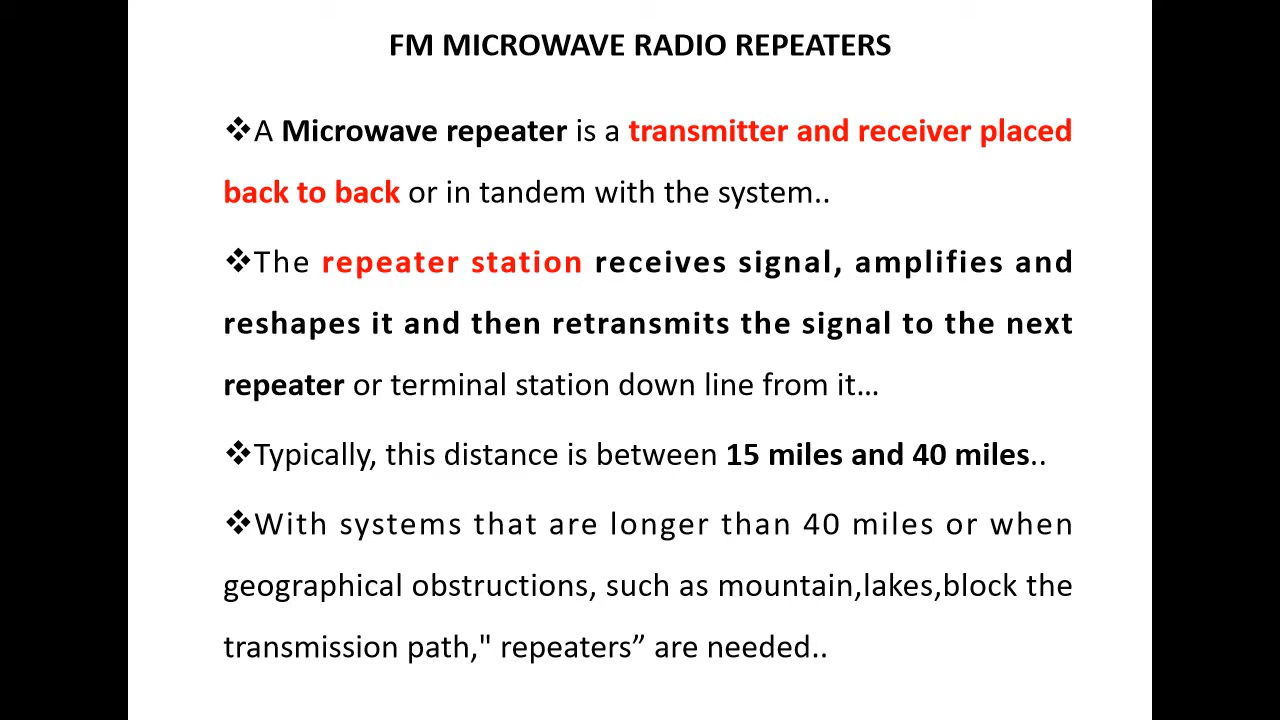 FM MICROWAVE RADIO REPEATERS
❖A Microwave repeater is a transmitter and receiver placed
back to back or in tandem with the system..
❖The repeater station receives signal, amplifies and
reshapes it and then retransmits the signal to the next
repeater or terminal station down line from it…
❖Typically, this distance is between 15 miles and 40 miles..
❖With systems that are longer than 40 miles or when
geographical obstructions, such as mountain,lakes,block the
transmission path," repeaters” are needed..